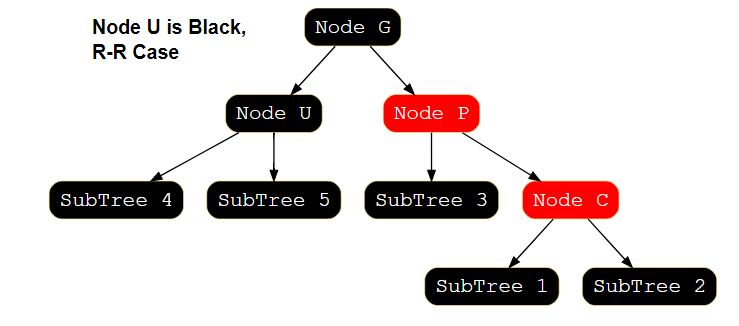 Node U is Black,
R-R Case
Node G
Node U
Node P
SubTree 4
SubTree 5
SubTree 3
Node C
SubTree 1
SubTree 2